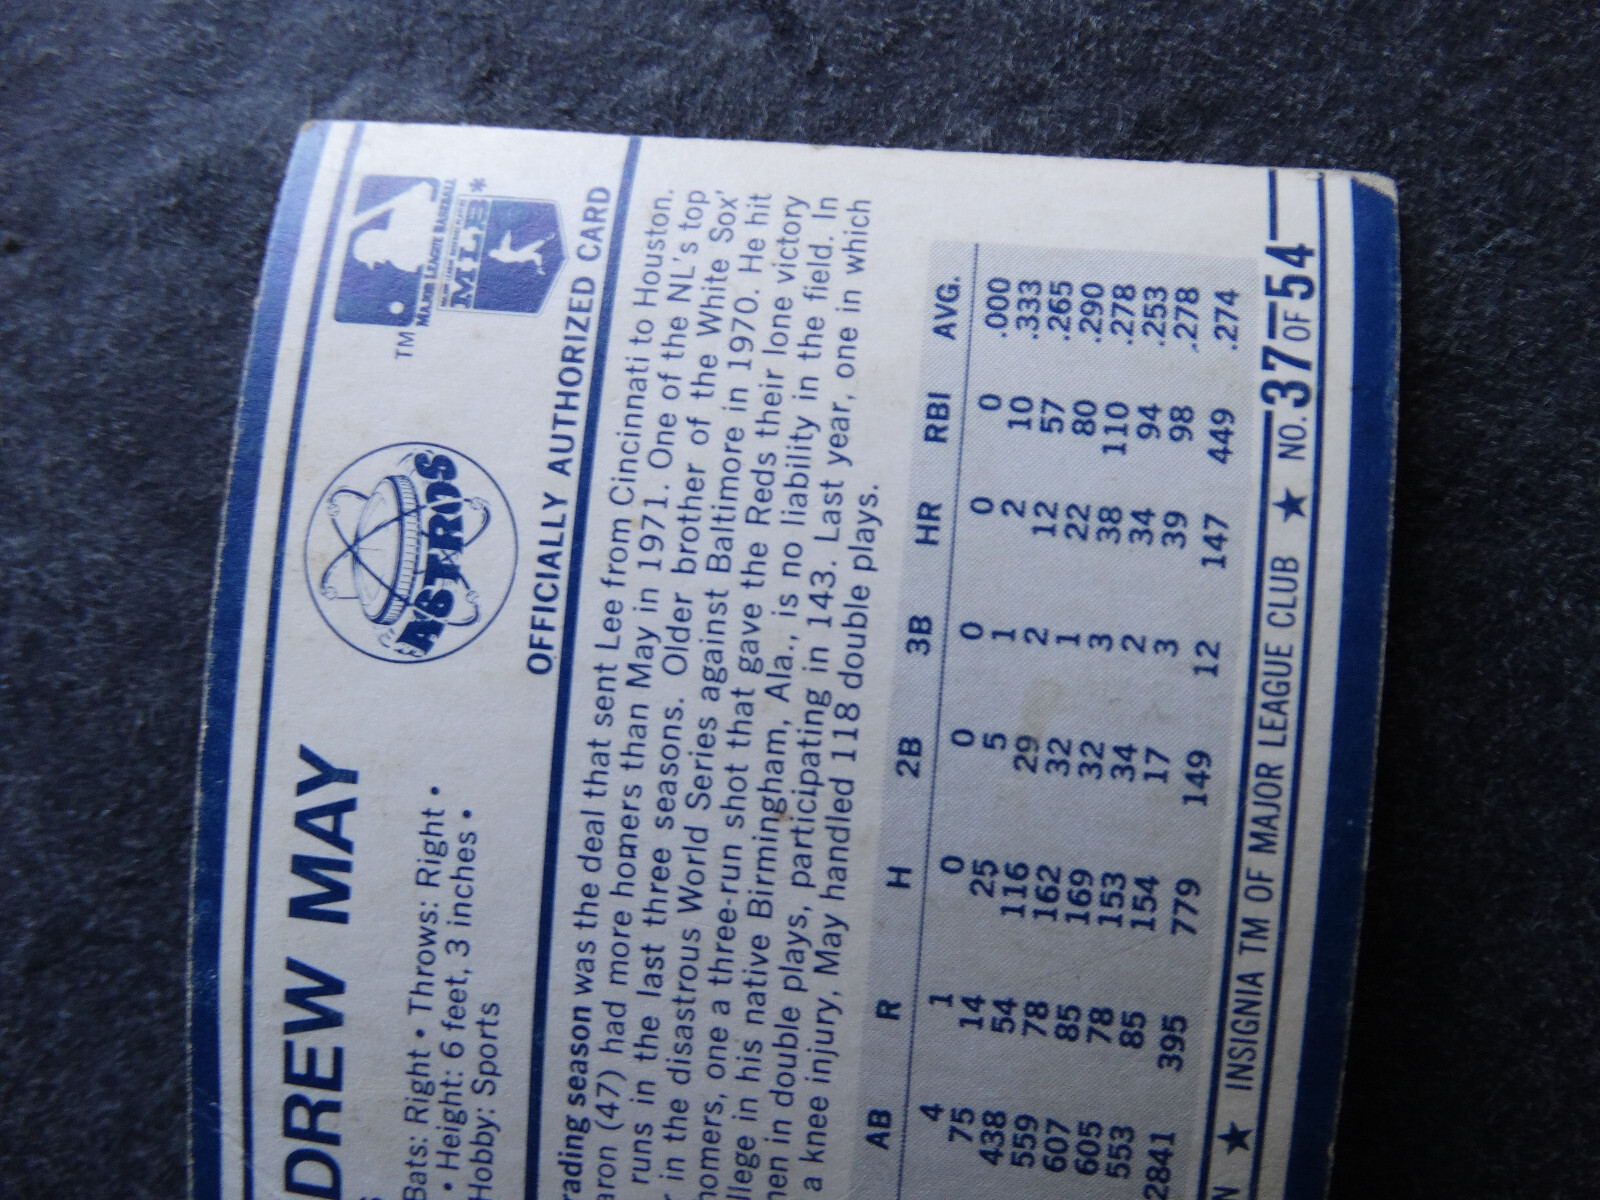 DREW MAY
Bats: Right • Throws: Right •
• Height: 6 feet, 3 inches •
Hobby: Sports
ASTROS
TM
MAJOR LEAGUE BASEBALL
MLB*
OFFICIALLY AUTHORIZED CARD
rading season was the deal that sent Lee from Cincinnati to Houston.
aron (47) had more homers than May in 1971. One of the NL's top
runs in the last three seasons. Older brother of the White Sox'
in the disastrous World Series against Baltimore in 1970. He hit
homers, one a three-run shot that gave the Reds their lone victory
llege in his native Birmingham, Ala., is no liability in the field. In
hen in double plays, participating in 143. Last year, one in which
a knee injury, May handled 118 double plays.
AB R H 2B 3B HR RBI AVG.
4 1 0 0 0 0 0 .000
75 14 25 5 1 2 10 .333
438 54 116 29 2 12 57 .265
559 78 162 32 1 22 80 .290
607 85 169 32 3 38 110 .278
605 78 153 34 2 34 94 .253
553 85 154 17 3 39 98 .278
2841 395 779 149 12 147 449 .274
N ★ INSIGNIA TM OF MAJOR LEAGUE CLUB ★ NO. 37 OF 54